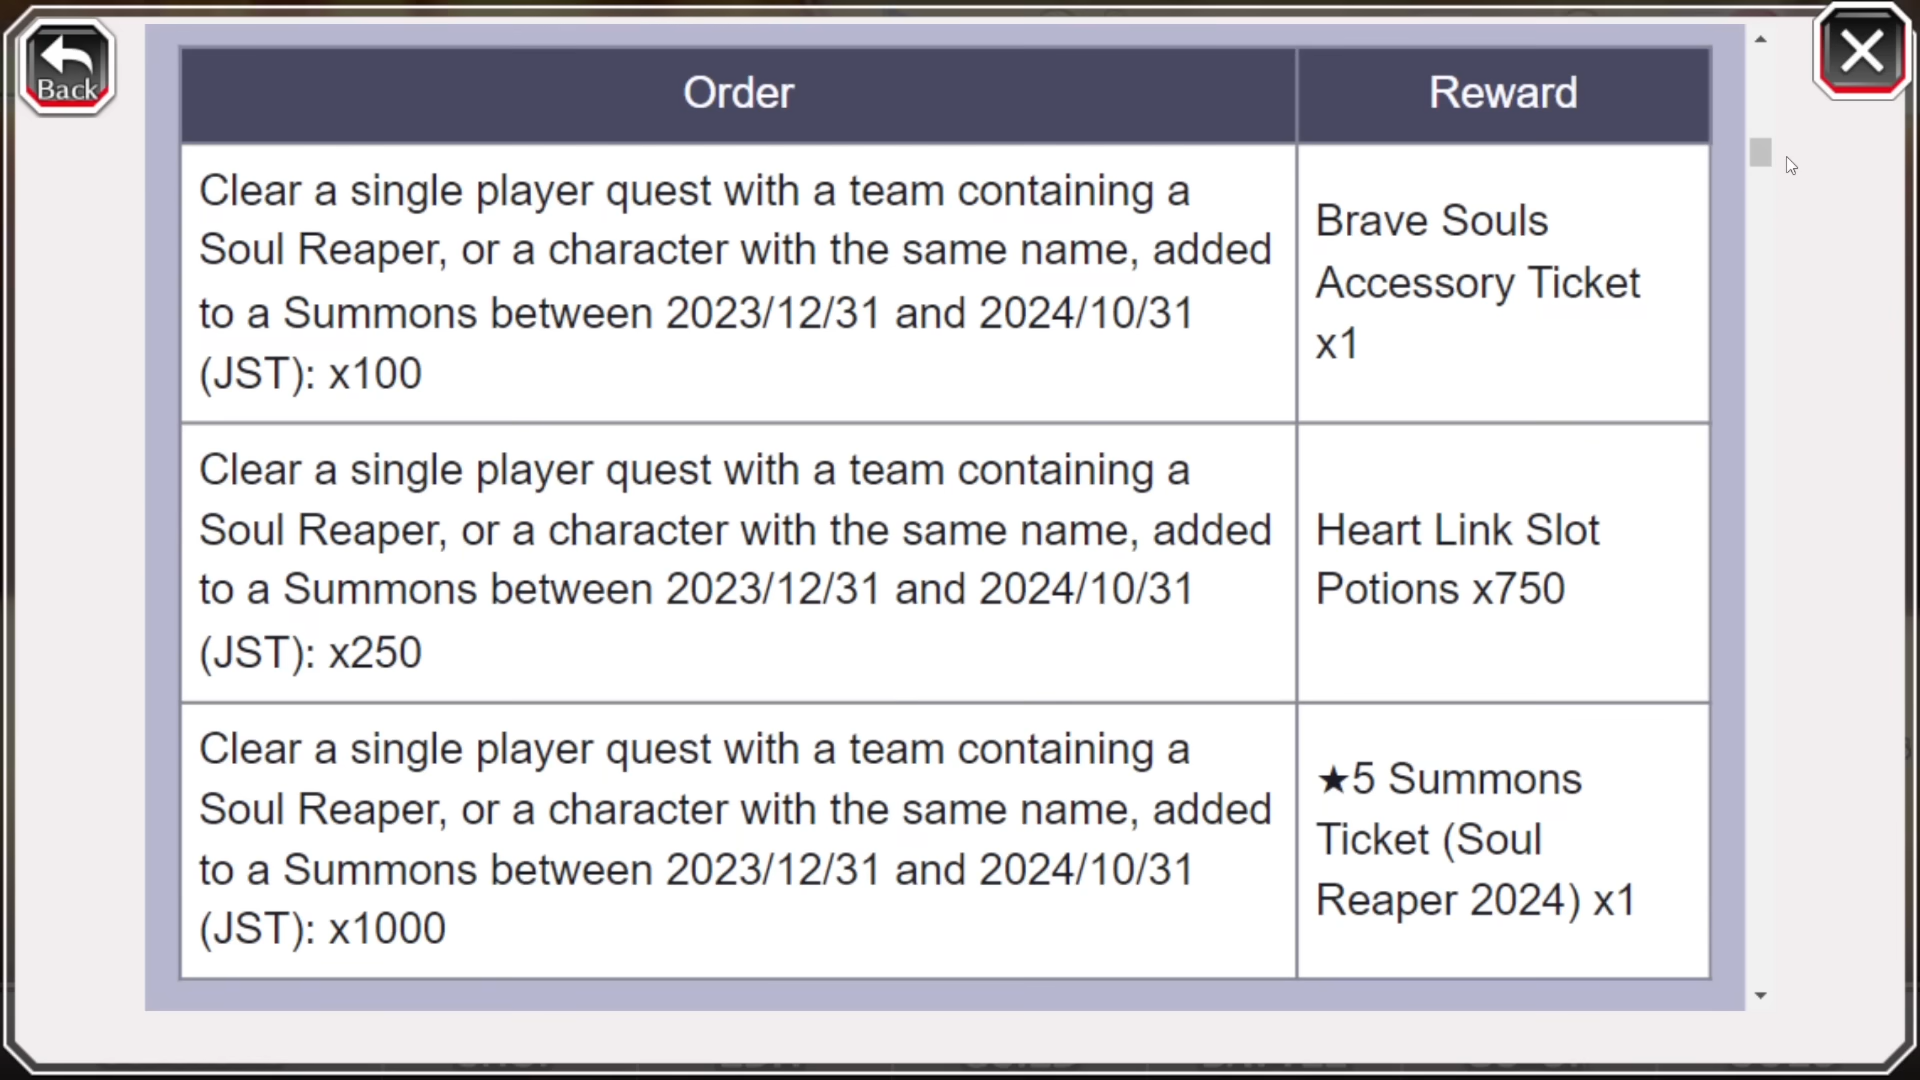 Back
Order
Reward
Clear a single player quest with a team containing a
Soul Reaper, or a character with the same name, added
to a Summons between 2023/12/31 and 2024/10/31
(JST): x100
Brave Souls
Accessory Ticket
x1
Clear a single player quest with a team containing a
Soul Reaper, or a character with the same name, added
to a Summons between 2023/12/31 and 2024/10/31
(JST): x250
Heart Link Slot
Potions x750
Clear a single player quest with a team containing a
Soul Reaper, or a character with the same name, added
to a Summons between 2023/12/31 and 2024/10/31
(JST): x1000
★5 Summons
Ticket (Soul
Reaper 2024) x1